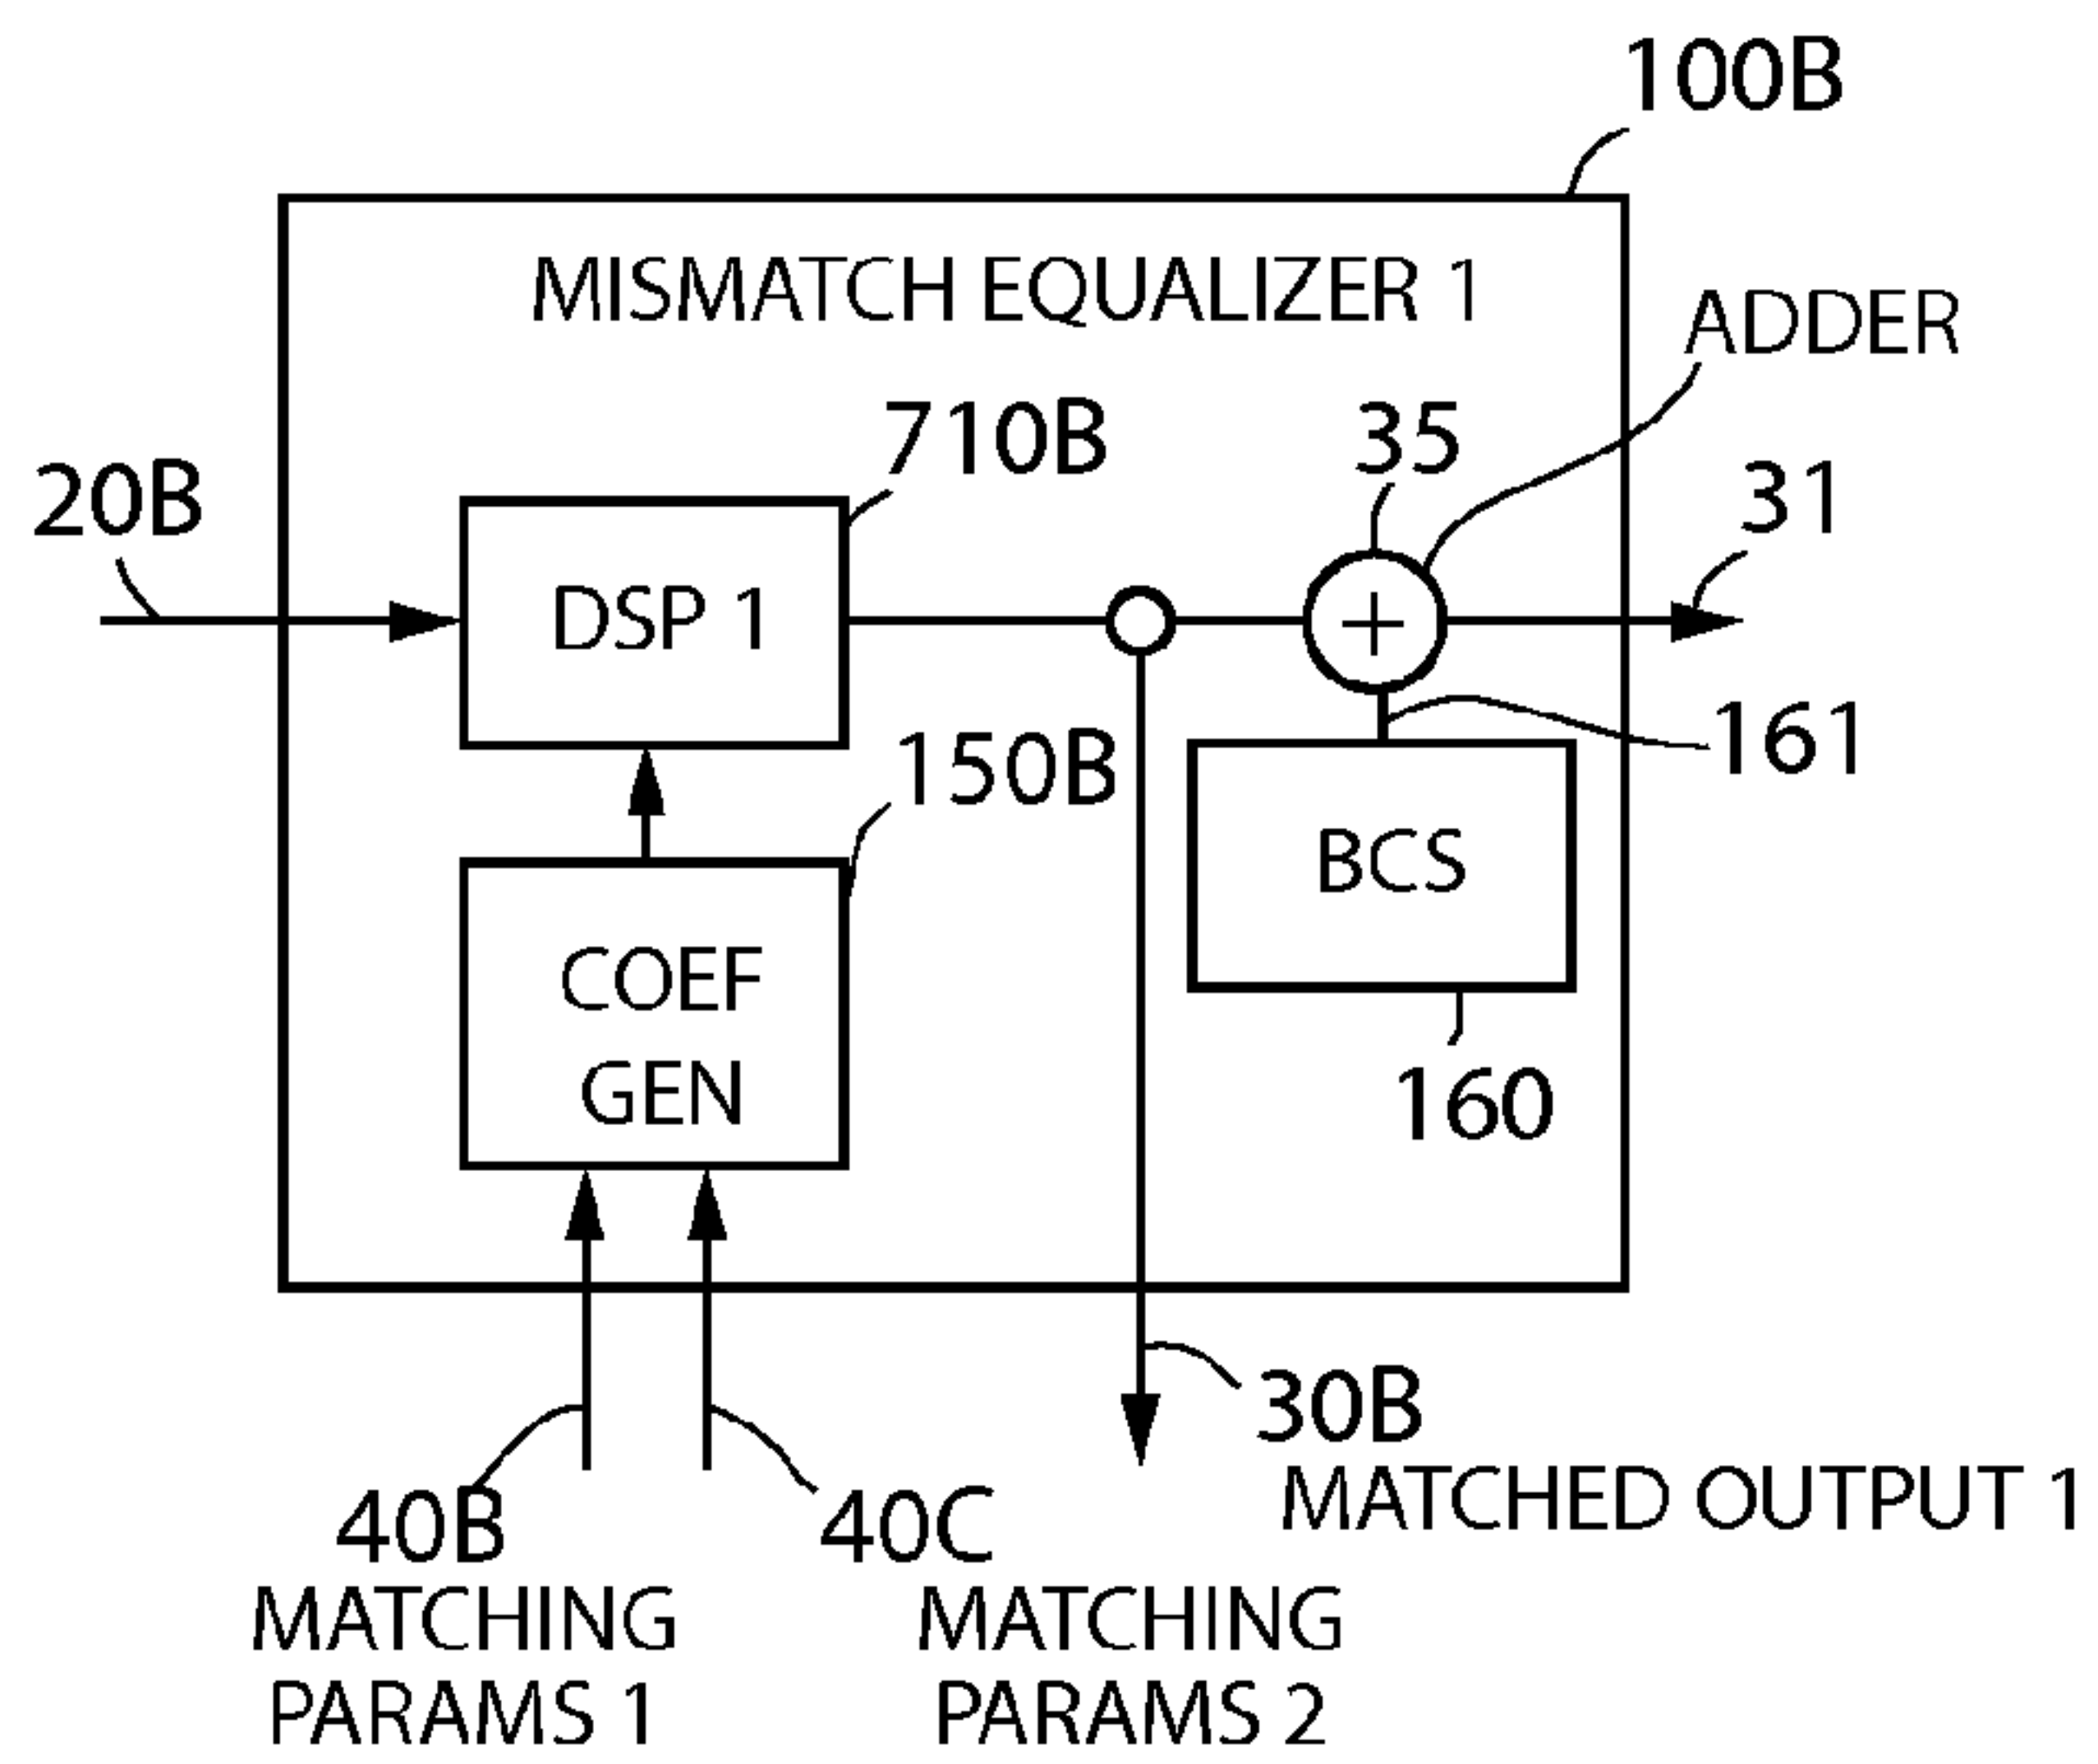 100B
MISMATCH EQUALIZER 1
ADDER
710B
35
20B
31
DSP 1
+
161
150B
BCS
COEF
GEN
160
30B
MATCHED OUTPUT 1
40B
MATCHING
PARAMS 1
40C
MATCHING
PARAMS 2